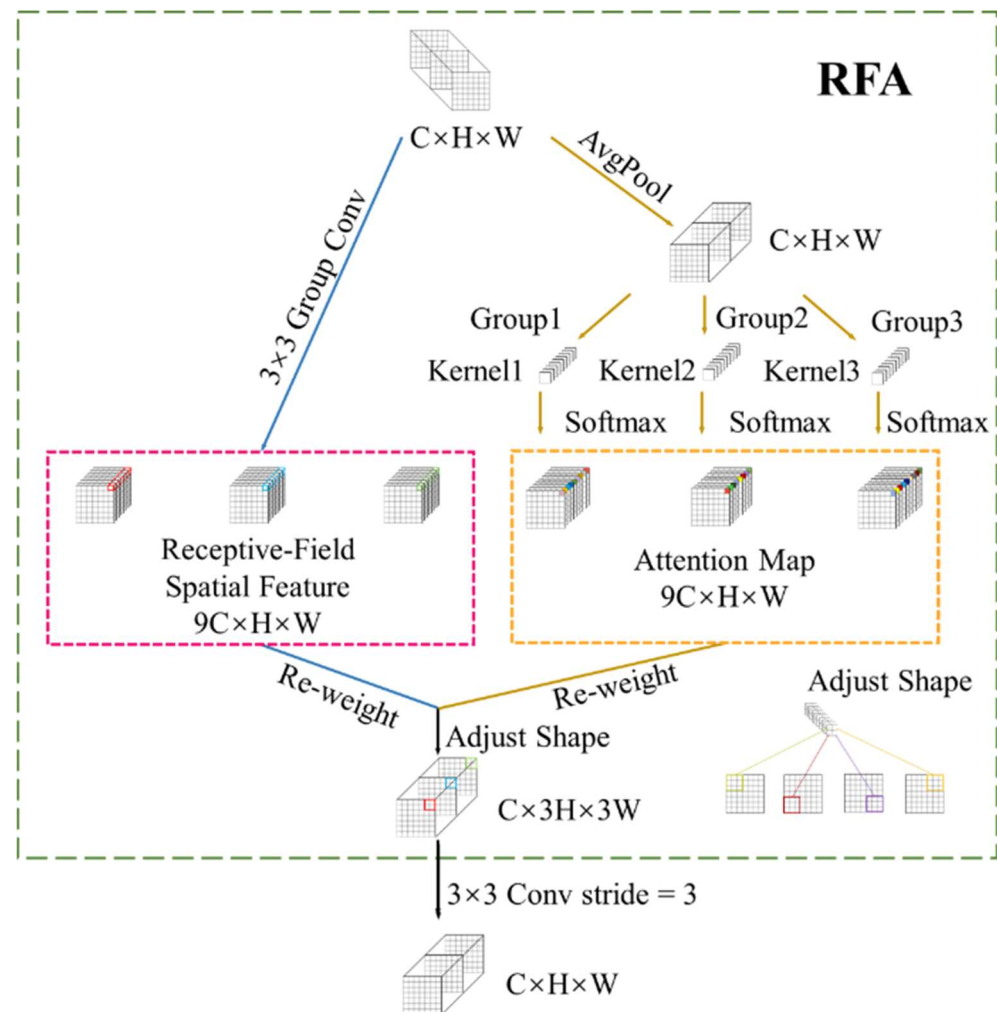 RFA
C×H×W
AvgPool
C×H×W
3×3 Group Conv
Group1
Group2
Group3
Kernel1
Kernel2
Kernel3
Softmax
Softmax
Softmax
Receptive-Field
Spatial Feature
9C×H×W
Attention Map
9C×H×W
Re-weight
Re-weight
Adjust Shape
Adjust Shape
C×3H×3W
3×3 Conv stride = 3
C×H×W